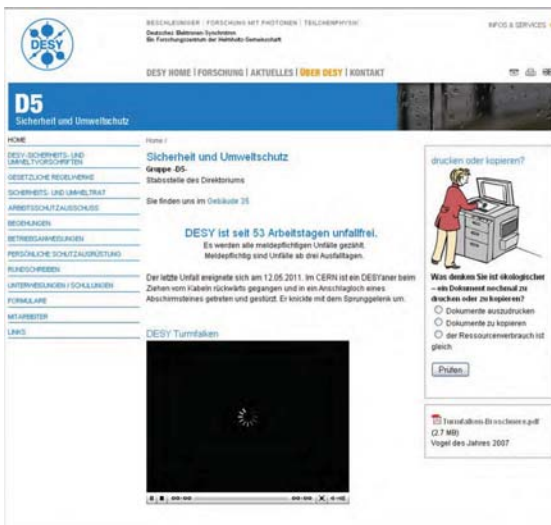 DESY
BESCHLEUNIGER | FORSCHUNG MIT PHOTONEN | TEILCHENPHYSIK
Deutsches Elektronen-Synchrotron
Ein Forschungszentrum der Helmholtz-Gemeinschaft
INFOS & SERVICES
DESY HOME | FORSCHUNG | AKTUELLES | ÜBER DESY | KONTAKT
D5
Sicherheit und Umweltschutz
HOME
DESY-SICHERHEITS- UND
UMWELTVORSCHRIFTEN
GESETZLICHE REGELWERKE
SICHERHEITS- UND UMWELTRAT
ARBEITSSCHUTZAUSSCHUSS
BEGEHUNGEN
BETRIEBSANWEISUNGEN
PERSÖNLICHE SCHUTZAUSRÜSTUNG
RUNDSCHREIBEN
UNTERWEISUNGEN / SCHULUNGEN
FORMULARE
MITARBEITER
LINKS
Home /
Sicherheit und Umweltschutz
Gruppe -D5-
Stabsstelle des Direktoriums
Sie finden uns im Gebäude 35
DESY ist seit 53 Arbeitstagen unfallfrei.
Es werden alle meldepflichtigen Unfälle gezählt.
Meldepflichtig sind Unfälle ab drei Ausfalltagen.
Der letzte Unfall ereignete sich am 12.05.2011. Im CERN ist ein DESYaner beim
Ziehen vom Kabeln rückwärts gegangen und in ein Anschlagloch eines
Abschirmsteines getreten und gestürzt. Er knickte mit dem Sprunggelenk um.
DESY Turmfalken
drucken oder kopieren?
Was denken Sie ist ökologischer
– ein Dokument nochmal zu
drucken oder zu kopieren?
Dokumente auszudrucken
Dokumente zu kopieren
der Ressourcenverbrauch ist
gleich
Prüfen
Turmfalken-Broschuere.pdf
(2.7 MB)
Vogel des Jahres 2007